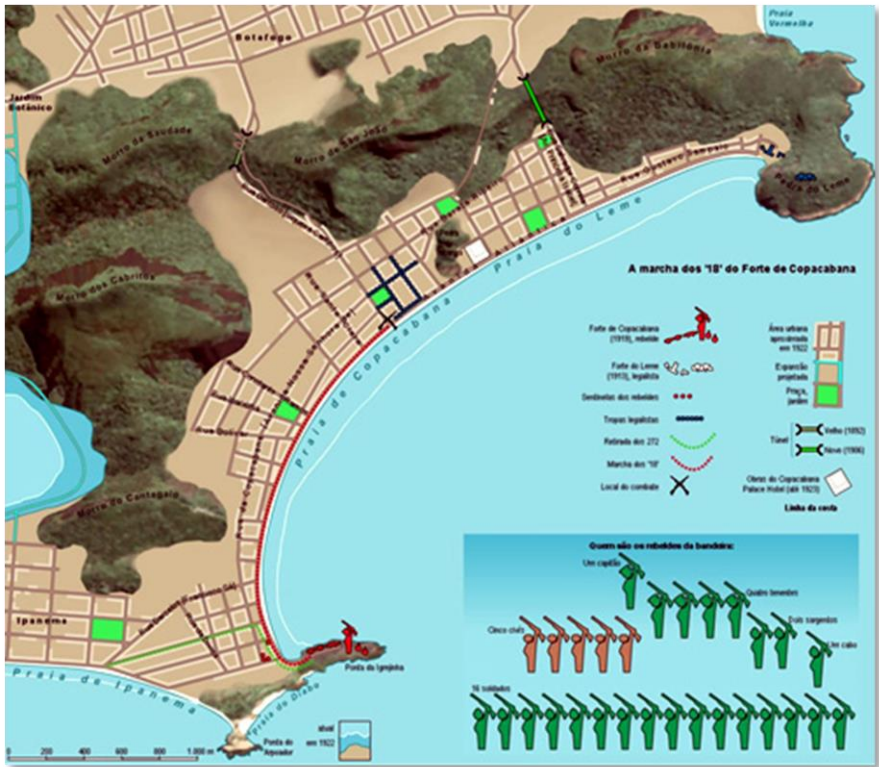 Praia
Vermelha
Botafogo
Morro da Babilônia
Jardim
Botânico
Morro da Saudade
Morro de São João
Rua Gustavo Sampaio
Pedra do Leme
Praia do Leme
Morro dos Cabritos
Praia de Copacabana
Morro do Cantagalo
Ipanema
Praia de Ipanema
Praia do Diabo
Ponta da Igrejinha
Ponta do
Arpoador
A marcha dos '18' do Forte de Copacabana
Forte de Copacabana
(1919), rebelde
Forte do Leme
(1913), legalista
Sentinelas dos rebeldes
Tropas legalistas
Retirada dos 272
Marcha dos '18'
Local do combate
Área urbana
aproximada
em 1922
Expansão
projetada
Praça,
jardim
Túnel
Velho (1892)
Novo (1906)
Obras do Copacabana
Palace Hotel (até 1923)
Linha da costa
atual
em 1922
0 200 400 600 800 1.000 m
Quem são os rebeldes da bandeira:
Um capitão
Quatro tenentes
Dois sargentos
Um cabo
Cinco civis
16 soldados